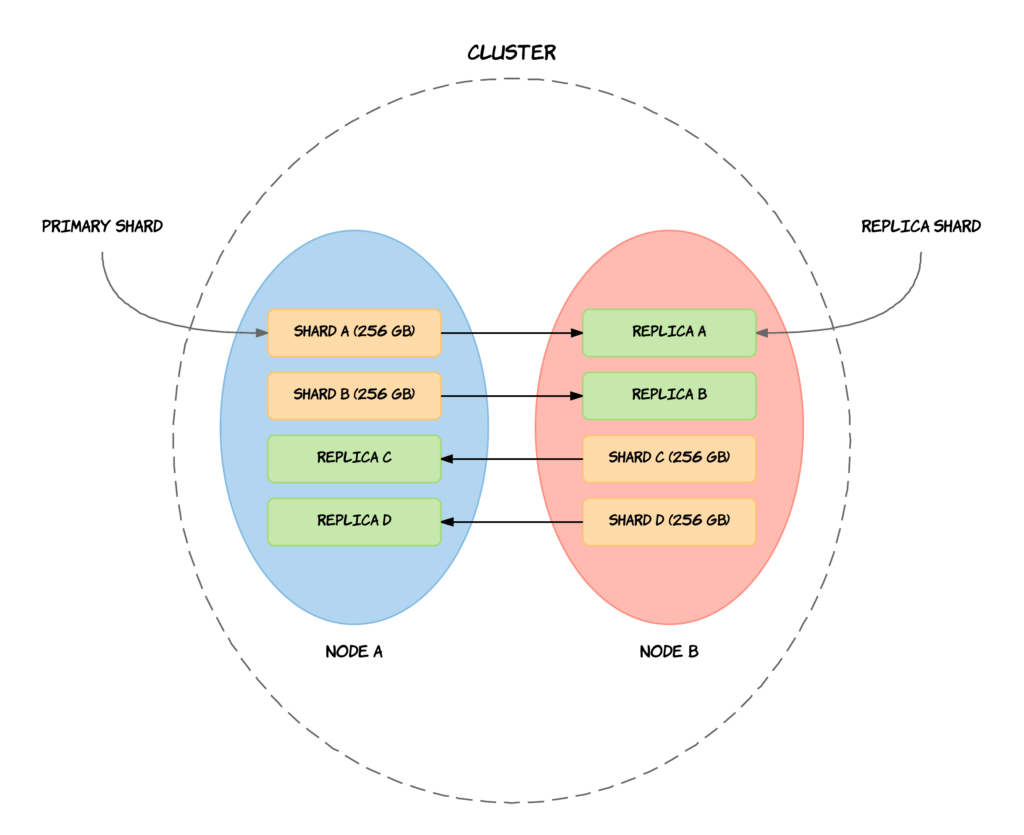 CLUSTER
PRIMARY SHARD
REPLICA SHARD
SHARD A (256 GB)
REPLICA A
SHARD B (256 GB)
REPLICA B
REPLICA C
SHARD C (256 GB)
REPLICA D
SHARD D (256 GB)
NODE A
NODE B